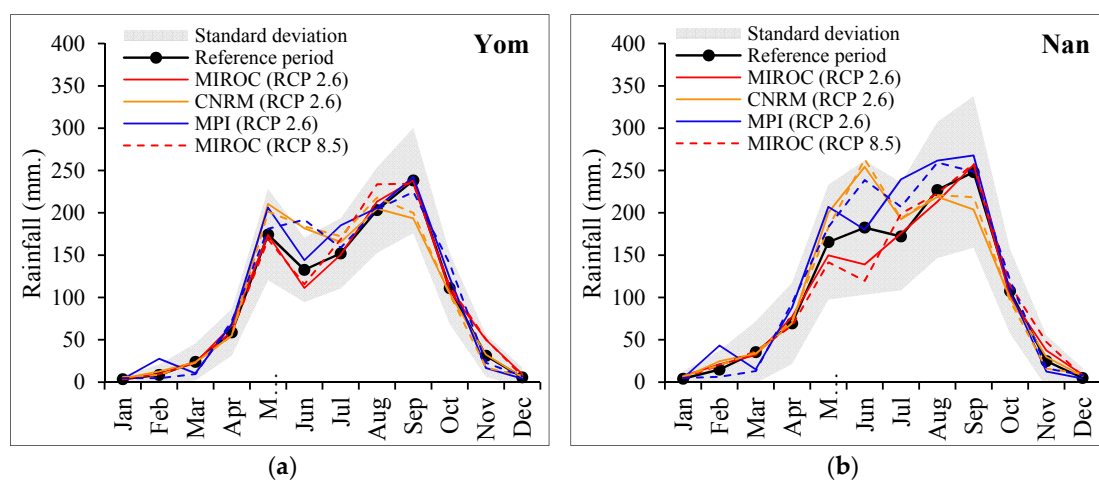 Yom
Standard deviation
Reference period
MIROC (RCP 2.6)
CNRM (RCP 2.6)
MPI (RCP 2.6)
MIROC (RCP 8.5)
Rainfall (mm.)
400
350
300
250
200
150
100
50
0
Jan
Feb
Mar
Apr
M.
Jun
Jul
Aug
Sep
Oct
Nov
Dec
(a)
Nan
Standard deviation
Reference period
MIROC (RCP 2.6)
CNRM (RCP 2.6)
MPI (RCP 2.6)
MIROC (RCP 8.5)
Rainfall (mm.)
400
350
300
250
200
150
100
50
0
Jan
Feb
Mar
Apr
M.
Jun
Jul
Aug
Sep
Oct
Nov
Dec
(b)